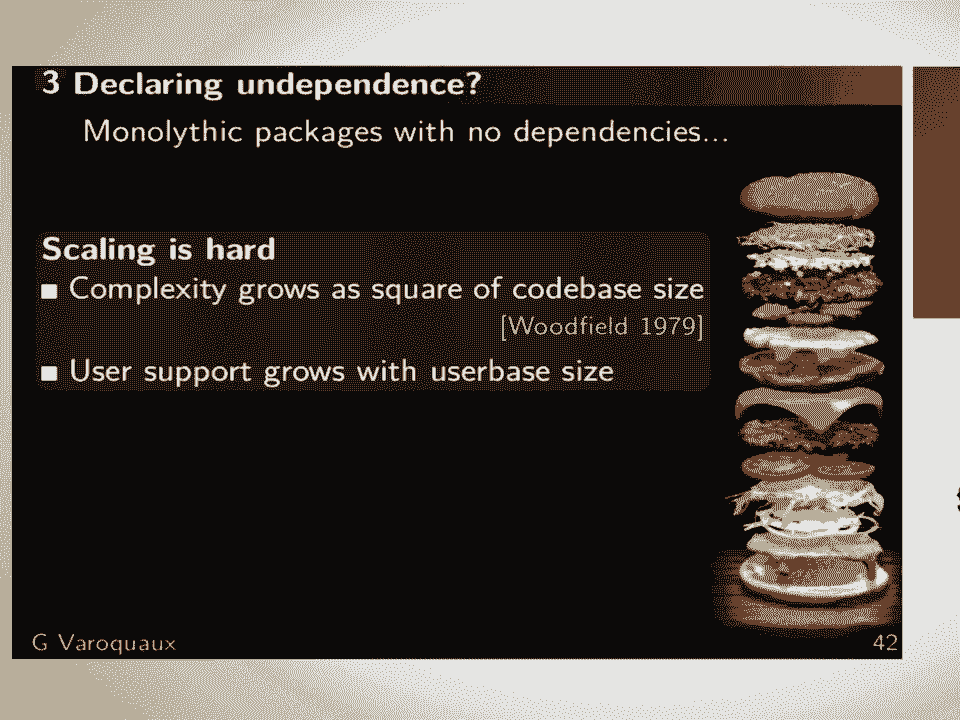 3 Declaring undependence?
Monolythic packages with no dependencies...
Scaling is hard
Complexity grows as square of codebase size
[Woodfield 1979]
User support grows with userbase size
G Varoquaux
42